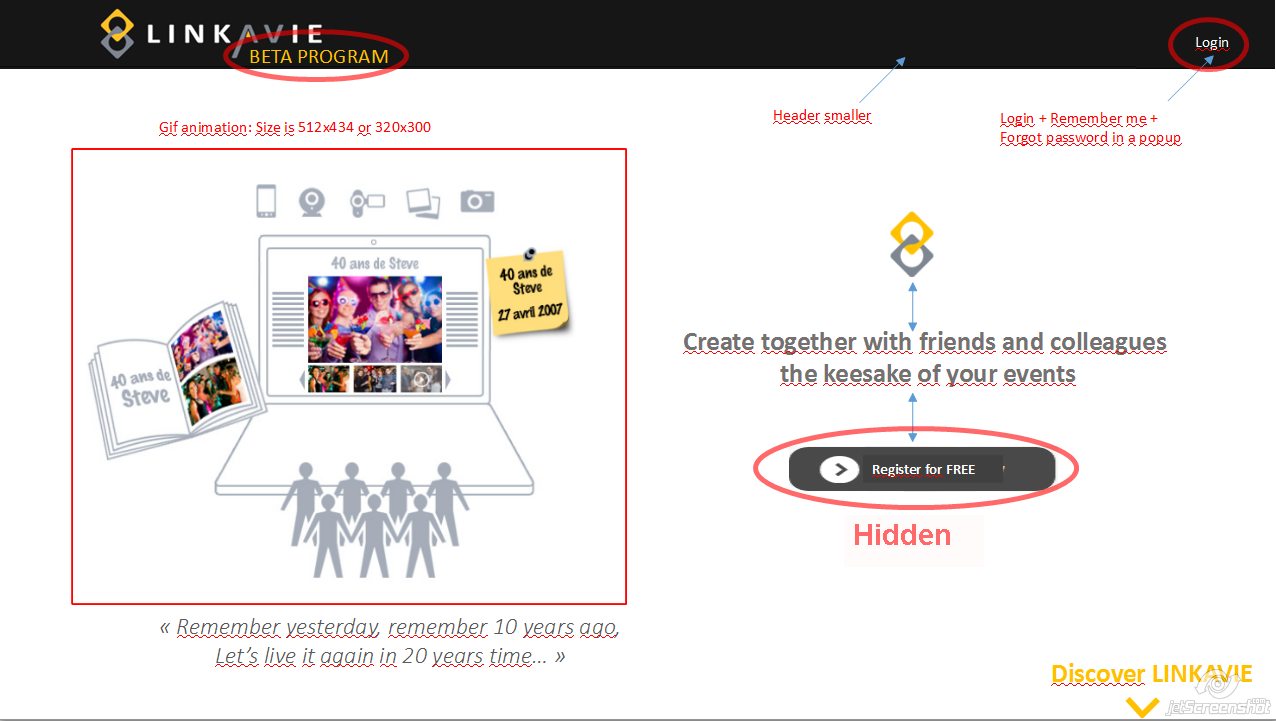 LINKAVIE
BETA PROGRAM
Login
Header smaller
Login + Remember me +
Forgot password in a popup
Gif animation: Size is 512x434 or 320x300
40 ans de Steve
40 ans de
Steve
27 avril 2007
40 ans de
Steve
Create together with friends and colleagues
the keesake of your events
Register for FREE
Hidden
« Remember yesterday, remember 10 years ago,
Let's live it again in 20 years time... »
Discover LINKAVIE
jetScreenshot
.com